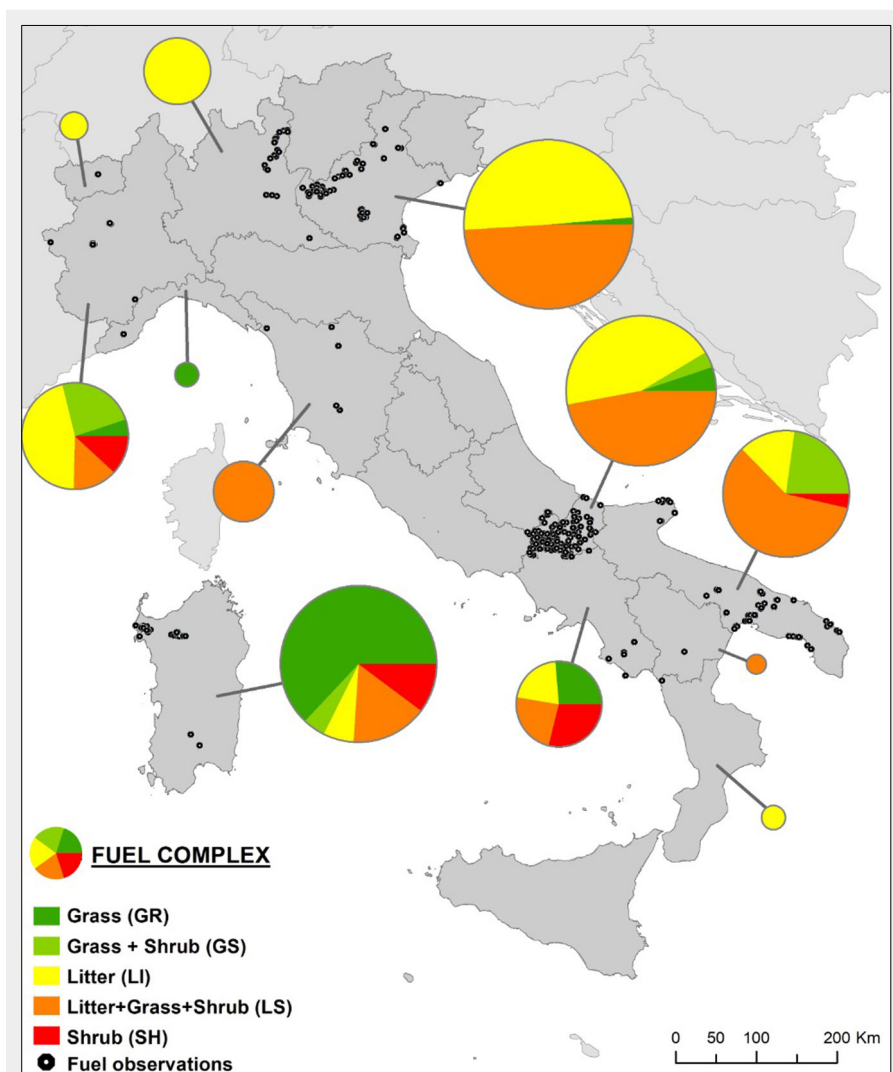 FUEL COMPLEX
Grass (GR)
Grass + Shrub (GS)
Litter (LI)
Litter+Grass+Shrub (LS)
Shrub (SH)
Fuel observations
0 50 100 200 Km